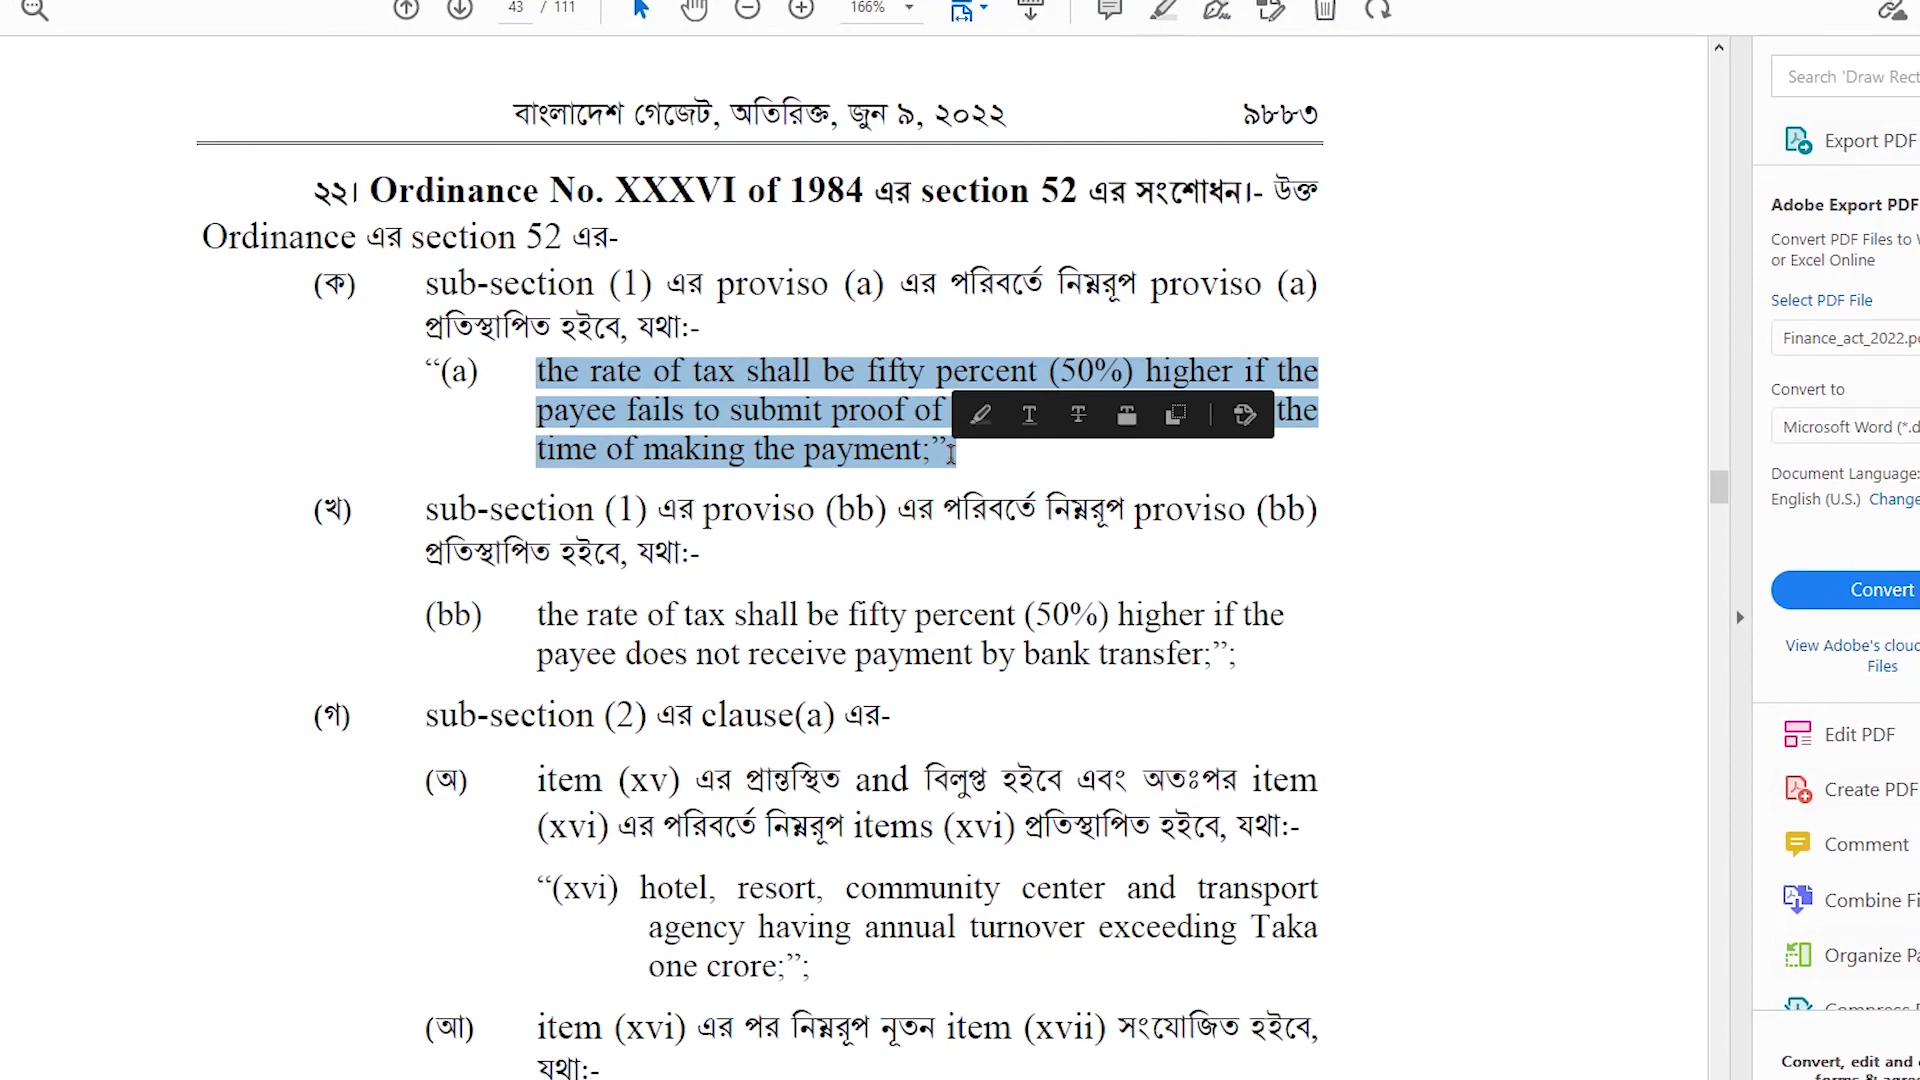 43 / 111
166%
বাংলাদেশ গেজেট, অতিরিক্ত, জুন ৯, ২০২২ ৯৮৮৩
২২। Ordinance No. XXXVI of 1984 এর section 52 এর সংশোধন।- উক্ত
Ordinance এর section 52 এর-
(ক) sub-section (1) এর proviso (a) এর পরিবর্তে নিম্নরূপ proviso (a)
প্রতিস্থাপিত হইবে, যথা:-
“(a) the rate of tax shall be fifty percent (50%) higher if the
payee fails to submit proof of the
time of making the payment;”
(খ) sub-section (1) এর proviso (bb) এর পরিবর্তে নিম্নরূপ proviso (bb)
প্রতিস্থাপিত হইবে, যথা:-
(bb) the rate of tax shall be fifty percent (50%) higher if the
payee does not receive payment by bank transfer;”;
(গ) sub-section (2) এর clause(a) এর-
(অ) item (xv) এর প্রান্তস্থিত and বিলুপ্ত হইবে এবং অতঃপর item
(xvi) এর পরিবর্তে নিম্নরূপ items (xvi) প্রতিস্থাপিত হইবে, যথা:-
“(xvi) hotel, resort, community center and transport
agency having annual turnover exceeding Taka
one crore;”;
(আ) item (xvi) এর পর নিম্নরূপ নূতন item (xvii) সংযোজিত হইবে,
যথা:-
Search 'Draw Rect
Export PDF
Adobe Export PDF
Convert PDF Files to W
or Excel Online
Select PDF File
Finance_act_2022.p
Convert to
Microsoft Word (*.d
Document Language:
English (U.S.) Change
Convert
View Adobe's cloud
Files
Edit PDF
Create PDF
Comment
Combine Fi
Organize Pa
Convert, edit and